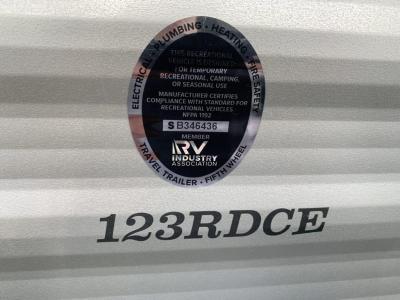 ELECTRICAL • PLUMBING • HEATING • FIRE SAFETY
THIS RECREATIONAL
VEHICLE IS DESIGNED
FOR TEMPORARY
RECREATIONAL, CAMPING
OR SEASONAL USE
MANUFACTURER CERTIFIES
COMPLIANCE WITH STANDARD FOR
RECREATIONAL VEHICLES
NFPA 1192
S B346436
MEMBER
RV
INDUSTRY
ASSOCIATION
TRAVEL TRAILER • FIFTH WHEEL
123RDCE